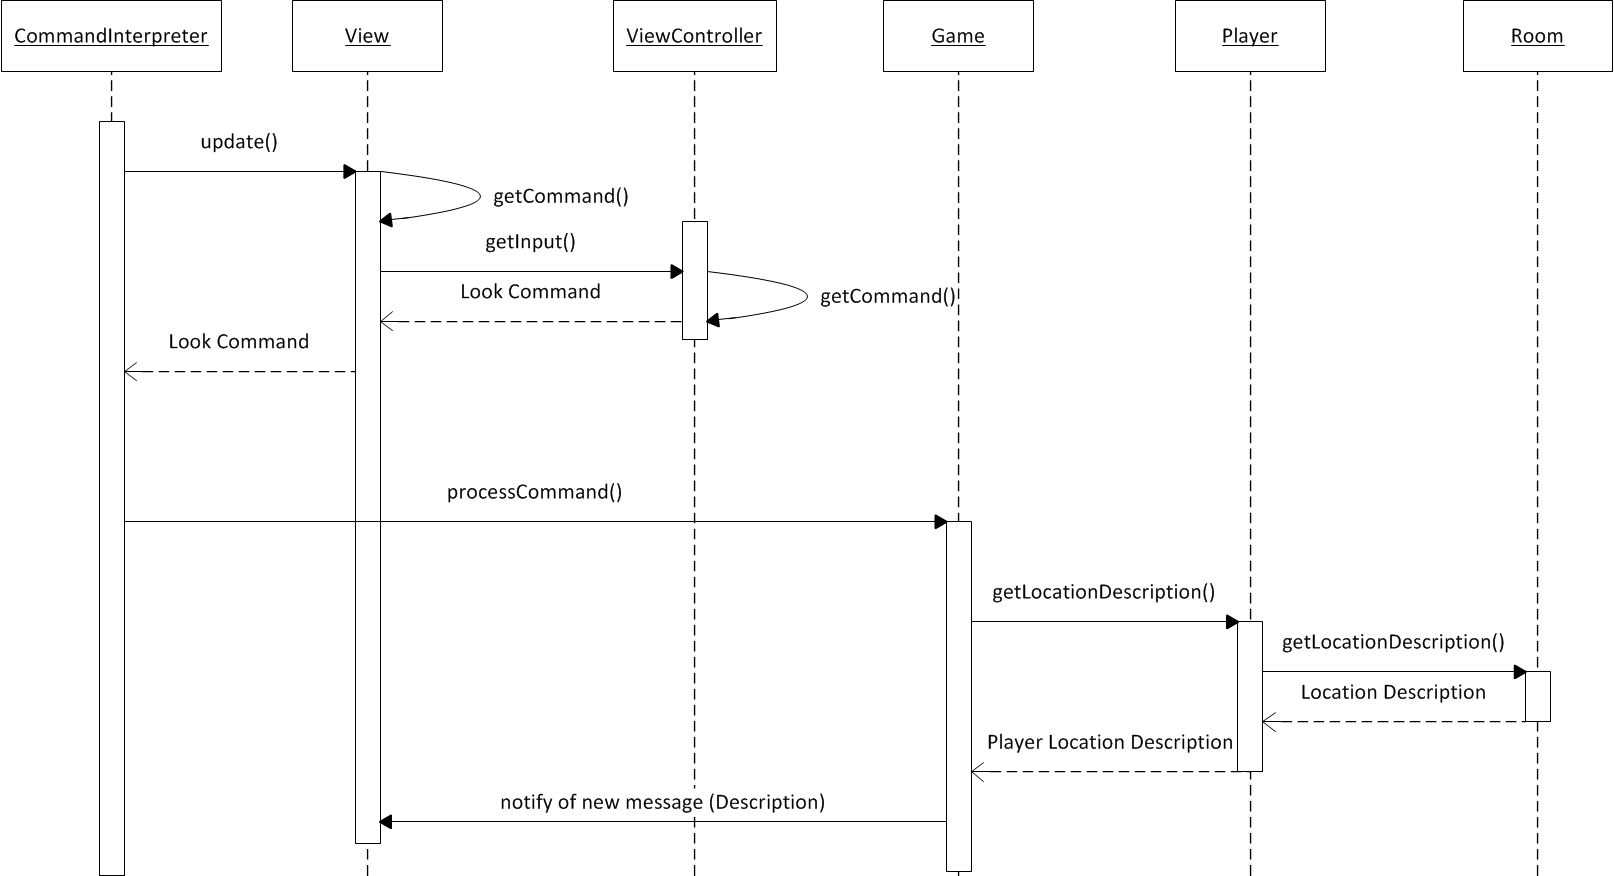 CommandInterpreter
View
ViewController
Game
Player
Room
update()
getCommand()
getInput()
Look Command
getCommand()
Look Command
processCommand()
getLocationDescription()
getLocationDescription()
Location Description
Player Location Description
notify of new message (Description)